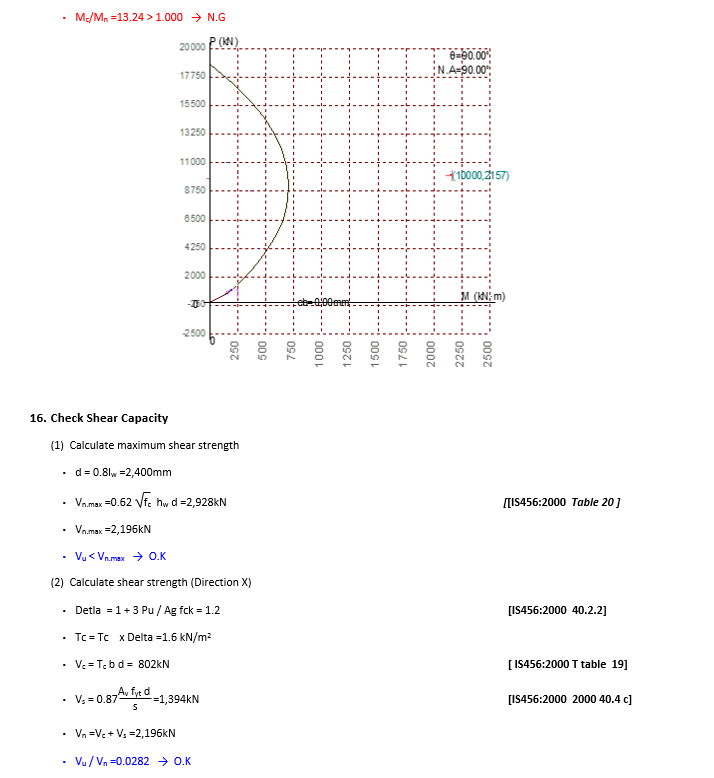 • Mc/Mn =13.24 > 1.000 → N.G
P (kN)
20000
θ=90.00°
N.A=90.00°
17750
15500
13250
11000
(10000,2157)
8750
6500
4250
2000
M (kN·m)
eb=0.00mm
0
-250
-2500
0
250 500 750 1000 1250 1500 1750 2000 2250 2500
16. Check Shear Capacity
(1) Calculate maximum shear strength
• d = 0.8lw =2,400mm
• Vn.max =0.62 √fc hw d =2,928kN [[IS456:2000 Table 20 ]
• Vn.max =2,196kN
• Vu < Vn.max → O.K
(2) Calculate shear strength (Direction X)
• Detla = 1 + 3 Pu / Ag fck = 1.2 [IS456:2000 40.2.2]
• Tc = Tc x Delta =1.6 kN/m²
• Vc = Tc b d = 802kN [ IS456:2000 T table 19]
• Vs = 0.87 Av fyt d / s =1,394kN [IS456:2000 2000 40.4 c]
• Vn =Vc + Vs =2,196kN
• Vu / Vn =0.0282 → O.K